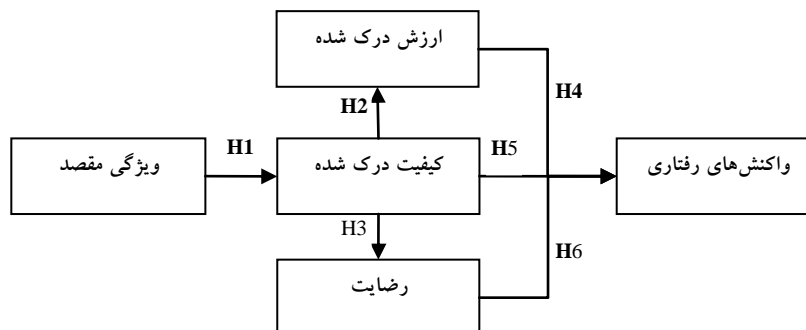 ارزش درک شده
H4
H2
H1
H5
ویژگی مقصد
کیفیت درک شده
واکنش‌های رفتاری
H3
H6
رضایت